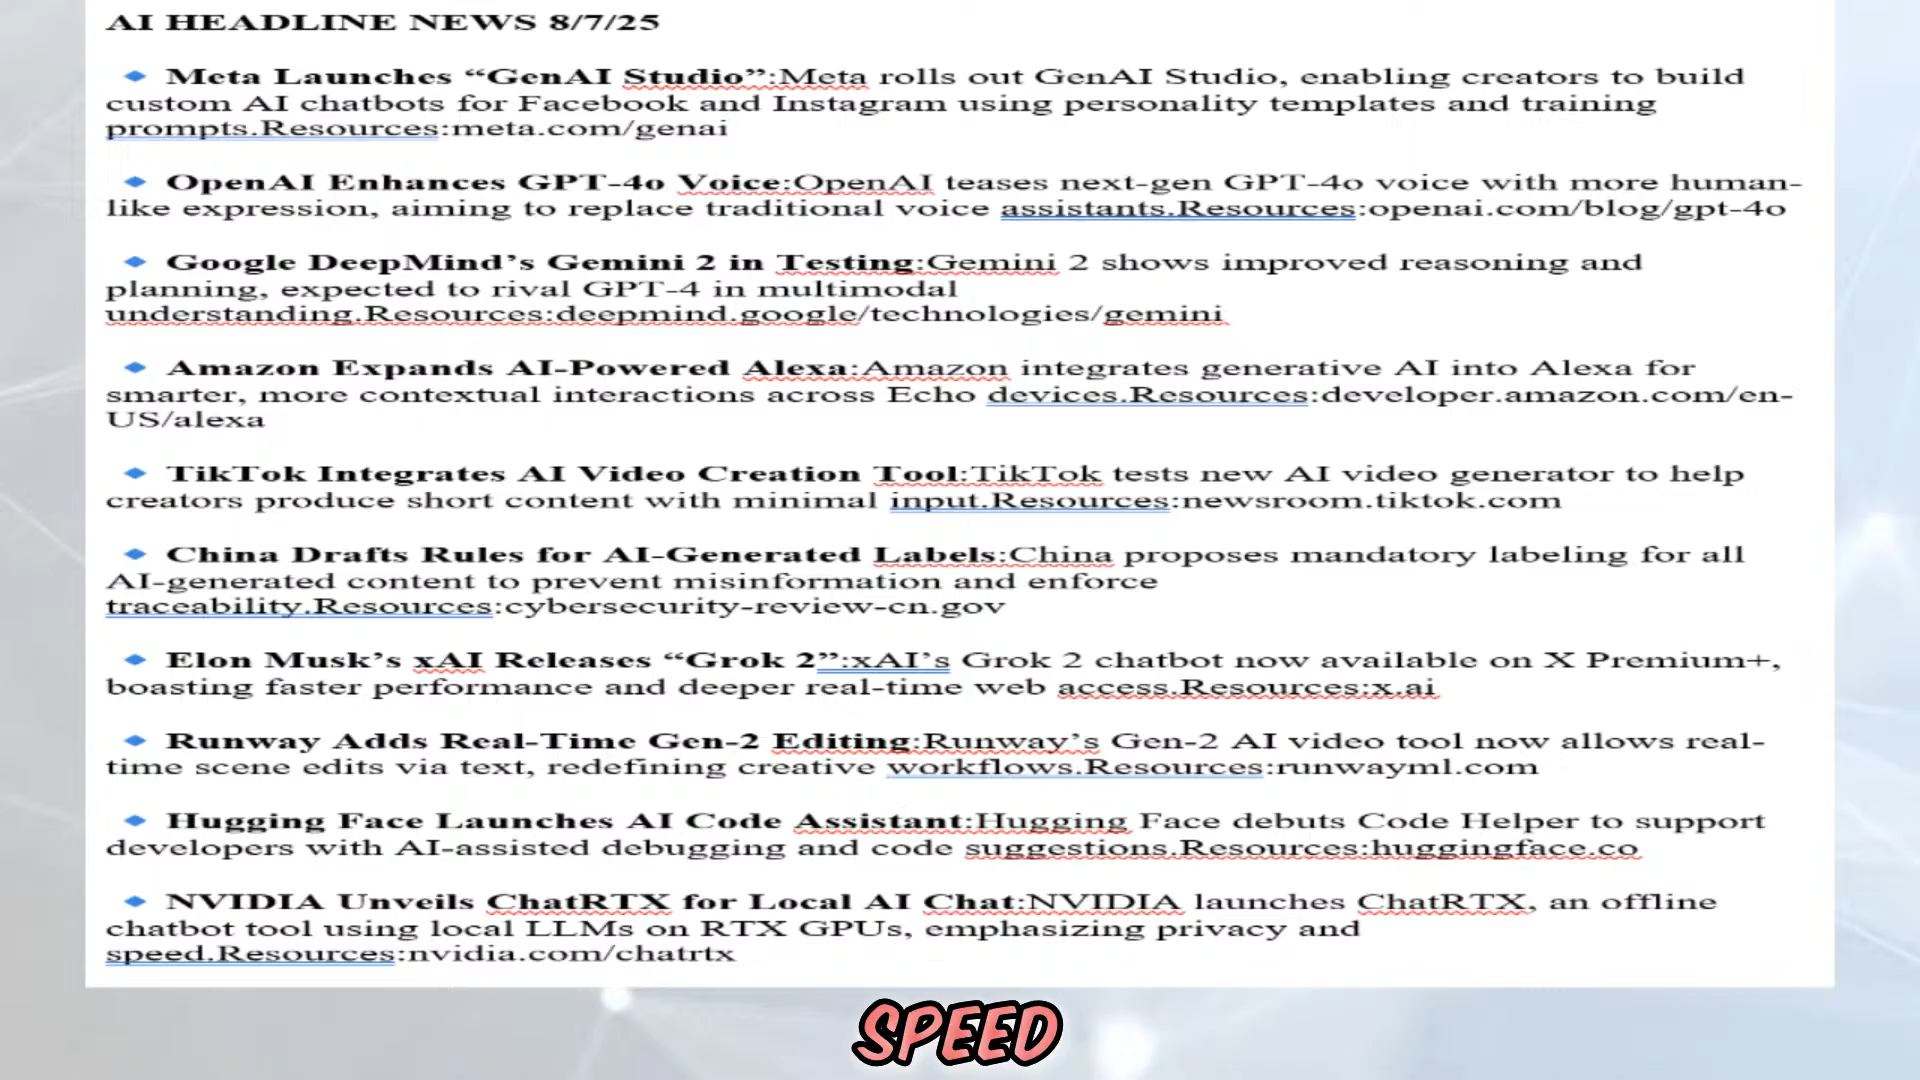 AI HEADLINE NEWS 8/7/25
🔹 Meta Launches “GenAI Studio”:Meta rolls out GenAI Studio, enabling creators to build
custom AI chatbots for Facebook and Instagram using personality templates and training
prompts.Resources:meta.com/genai
🔹 OpenAI Enhances GPT-4o Voice:OpenAI teases next-gen GPT-4o voice with more human-
like expression, aiming to replace traditional voice assistants.Resources:openai.com/blog/gpt-4o
🔹 Google DeepMind’s Gemini 2 in Testing:Gemini 2 shows improved reasoning and
planning, expected to rival GPT-4 in multimodal
understanding.Resources:deepmind.google/technologies/gemini
🔹 Amazon Expands AI-Powered Alexa:Amazon integrates generative AI into Alexa for
smarter, more contextual interactions across Echo devices.Resources:developer.amazon.com/en-
US/alexa
🔹 TikTok Integrates AI Video Creation Tool:TikTok tests new AI video generator to help
creators produce short content with minimal input.Resources:newsroom.tiktok.com
🔹 China Drafts Rules for AI-Generated Labels:China proposes mandatory labeling for all
AI-generated content to prevent misinformation and enforce
traceability.Resources:cybersecurity-review-cn.gov
🔹 Elon Musk’s xAI Releases “Grok 2”:xAI’s Grok 2 chatbot now available on X Premium+,
boasting faster performance and deeper real-time web access.Resources:x.ai
🔹 Runway Adds Real-Time Gen-2 Editing:Runway’s Gen-2 AI video tool now allows real-
time scene edits via text, redefining creative workflows.Resources:runwayml.com
🔹 Hugging Face Launches AI Code Assistant:Hugging Face debuts Code Helper to support
developers with AI-assisted debugging and code suggestions.Resources:huggingface.co
🔹 NVIDIA Unveils ChatRTX for Local AI Chat:NVIDIA launches ChatRTX, an offline
chatbot tool using local LLMs on RTX GPUs, emphasizing privacy and
speed.Resources:nvidia.com/chatrtx
SPEED